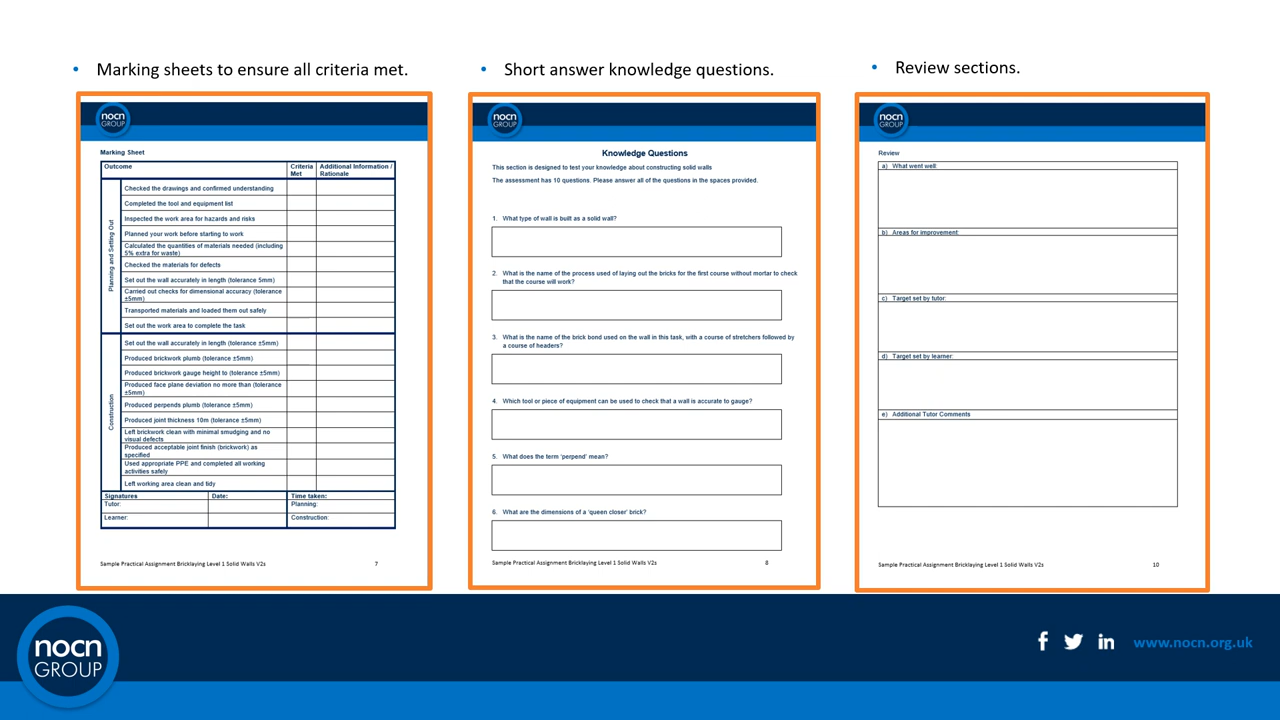 • Marking sheets to ensure all criteria met.
nocn
GROUP
Marking Sheet
Outcome
Criteria Met
Additional Information / Rationale
Planning and Setting Out
Checked the drawings and confirmed understanding
Completed the tool and equipment list
Inspected the work area for hazards and risks
Planned your work before starting to work
Calculated the quantities of materials needed (including
5% extra for waste)
Checked the materials for defects
Set out the wall accurately in length (tolerance 5mm)
Carried out checks for dimensional accuracy (tolerance
±5mm)
Transported materials and loaded them out safely
Set out the work area to complete the task
Construction
Set out the wall accurately in length (tolerance ±5mm)
Produced brickwork plumb (tolerance ±5mm)
Produced brickwork gauge height to (tolerance ±5mm)
Produced face plane deviation no more than (tolerance
±5mm)
Produced perpends plumb (tolerance ±5mm)
Produced joint thickness 10m (tolerance ±5mm)
Left brickwork clean with minimal smudging and no
visual defects
Produced acceptable joint finish (brickwork) as
specified
Used appropriate PPE and completed all working
activities safely
Left working area clean and tidy
Signatures
Date:
Time taken:
Tutor:
Planning:
Learner:
Construction:
Sample Practical Assignment Bricklaying Level 1 Solid Walls V2s
7
• Short answer knowledge questions.
nocn
GROUP
Knowledge Questions
This section is designed to test your knowledge about constructing solid walls
The assessment has 10 questions. Please answer all of the questions in the spaces provided.
1. What type of wall is built as a solid wall?
2. What is the name of the process used of laying out the bricks for the first course without mortar to check
that the course will work?
3. What is the name of the brick bond used on the wall in this task, with a course of stretchers followed by
a course of headers?
4. Which tool or piece of equipment can be used to check that a wall is accurate to gauge?
5. What does the term 'perpend' mean?
6. What are the dimensions of a 'queen closer' brick?
Sample Practical Assignment Bricklaying Level 1 Solid Walls V2s
8
• Review sections.
nocn
GROUP
Review
a) What went well:
b) Areas for improvement:
c) Target set by tutor:
d) Target set by learner:
e) Additional Tutor Comments
Sample Practical Assignment Bricklaying Level 1 Solid Walls V2s
10
nocn
GROUP
www.nocn.org.uk